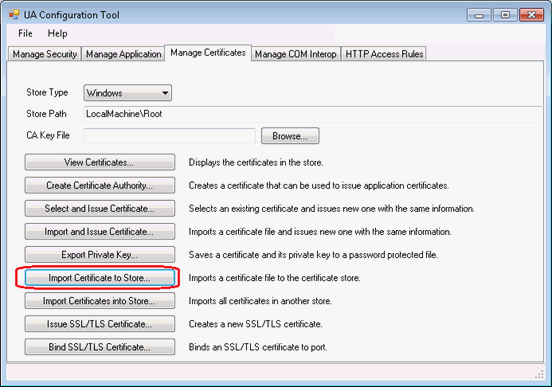 UA Configuration Tool
File Help
Manage Security Manage Application Manage Certificates Manage COM Interop HTTP Access Rules
Store Type Windows
Store Path LocalMachine\Root
CA Key File Browse...
View Certificates... Displays the certificates in the store.
Create Certificate Authority... Creates a certificate that can be used to issue application certificates.
Select and Issue Certificate... Selects an existing certificate and issues new one with the same information.
Import and Issue Certificate... Imports a certificate file and issues new one with the same information.
Export Private Key... Saves a certificate and its private key to a password protected file.
Import Certificate to Store... Imports a certificate file to the certificate store.
Import Certificates into Store... Imports all certificates in another store.
Issue SSL/TLS Certificate... Creates a new SSL/TLS certificate.
Bind SSL/TLS Certificate... Binds an SSL/TLS certificate to port.